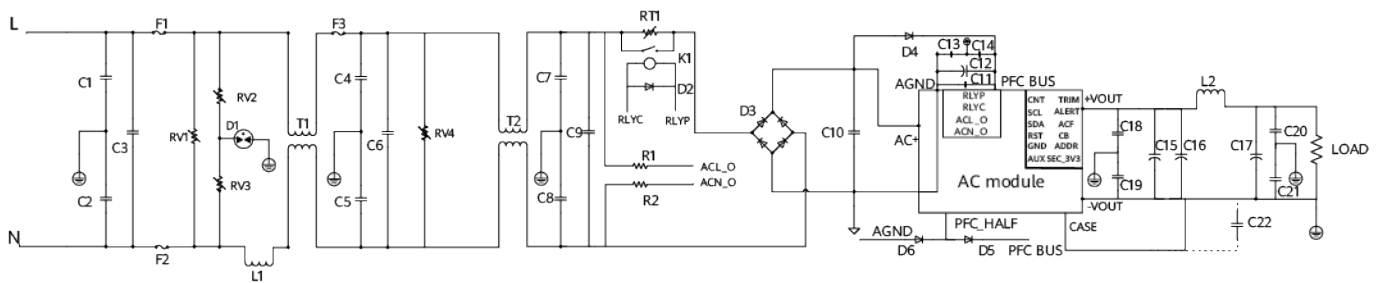 L
F1
F3
RT1
C1
C2
C3
RV1
RV2
D1
RV3
T1
C4
C5
C6
RV4
T2
C7
C8
C9
K1
D2
RLYC RLYP
D3
R1 ACL_O
R2 ACN_O
N
F2
L1
C10
D4
C13 C14
C12
C11
AGND
PFC BUS
RLYP
RLYC
ACL_O
ACN_O
AC+
CNT TRIM
SCL ALERT
SDA ACF
RST CB
GND ADDR
AUX SEC_3V3
AC module
+VOUT
-VOUT
CASE
PFC_HALF
AGND
D6
D5
PFC BUS
C18
C19
C15 C16
L2
C17
C20
C21
C22
LOAD